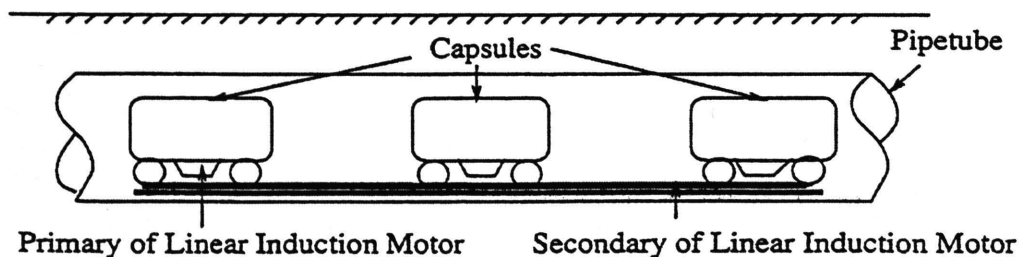 Capsules
Pipetube
Primary of Linear Induction Motor
Secondary of Linear Induction Motor